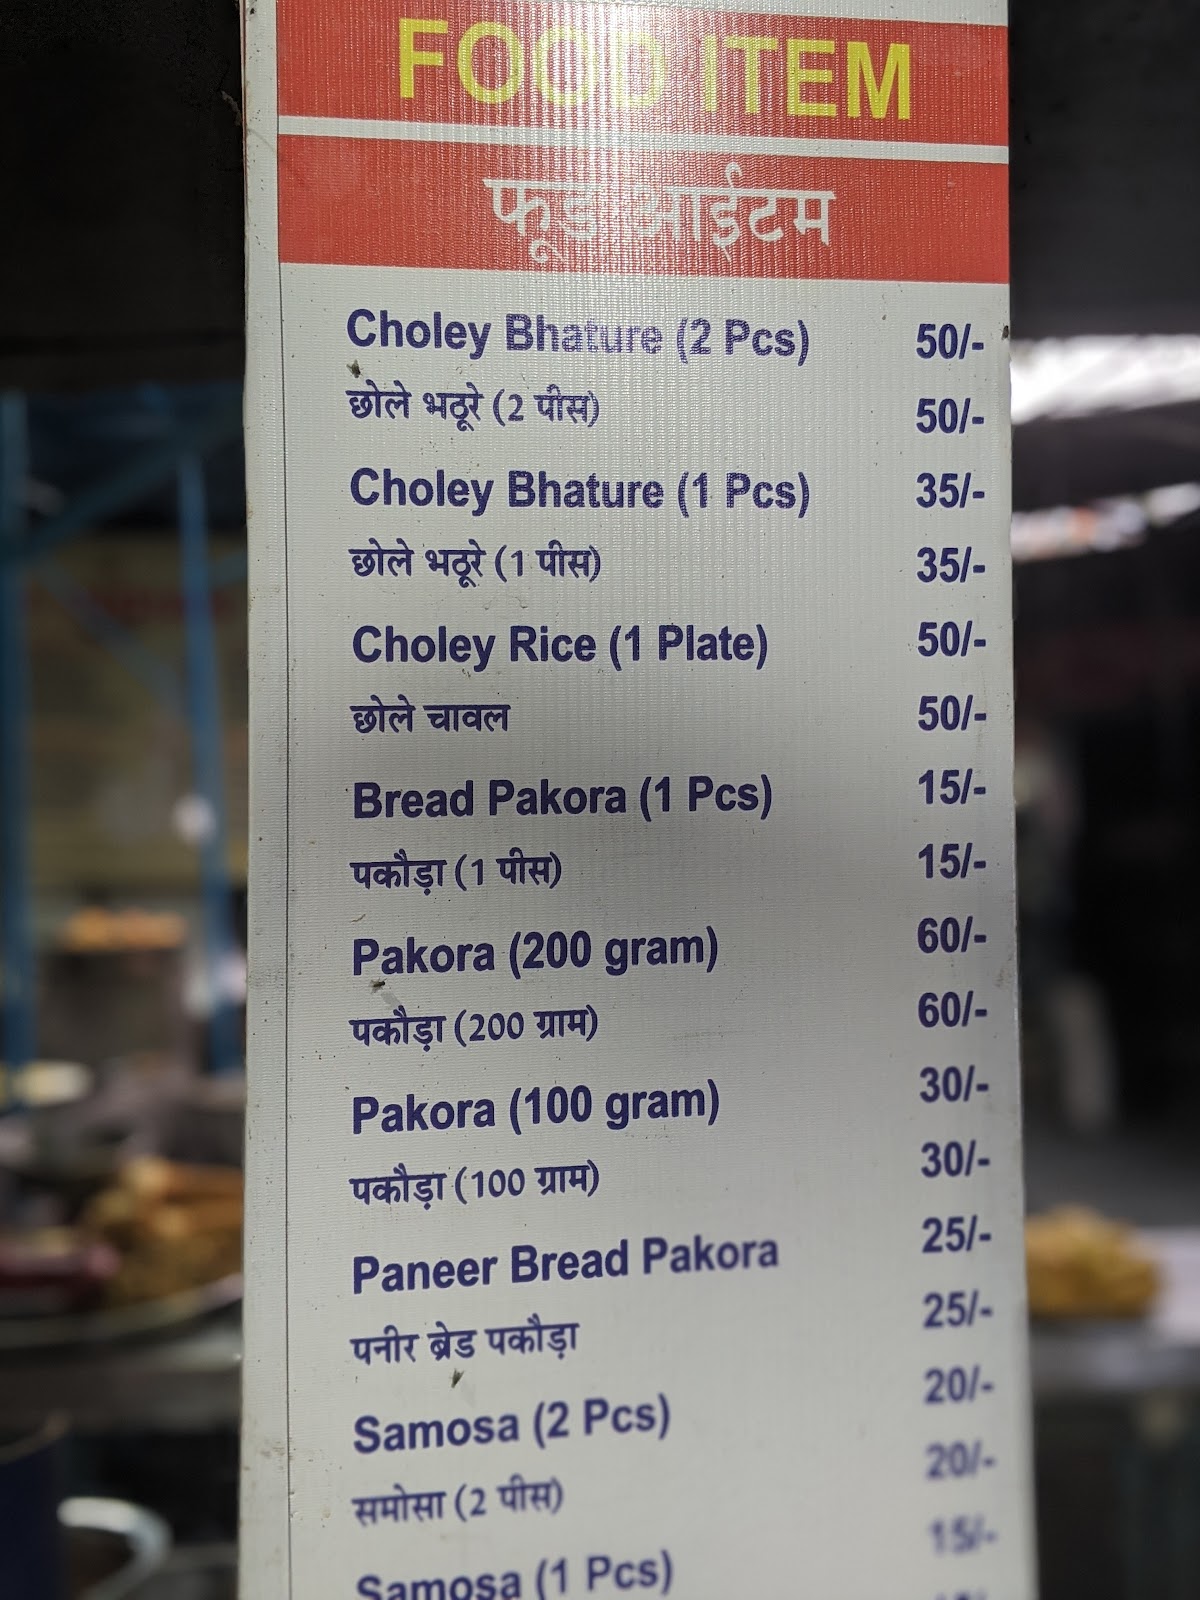 FOOD ITEM
फूड आईटम
Choley Bhature (2 Pcs) 50/-
छोले भठूरे (2 पीस) 50/-
Choley Bhature (1 Pcs) 35/-
छोले भठूरे (1 पीस) 35/-
Choley Rice (1 Plate) 50/-
छोले चावल 50/-
Bread Pakora (1 Pcs) 15/-
पकौड़ा (1 पीस) 15/-
Pakora (200 gram) 60/-
पकौड़ा (200 ग्राम) 60/-
Pakora (100 gram) 30/-
पकौड़ा (100 ग्राम) 30/-
Paneer Bread Pakora 25/-
पनीर ब्रेड पकौड़ा 25/-
Samosa (2 Pcs) 20/-
समोसा (2 पीस) 20/-
Samosa (1 Pcs) 15/-